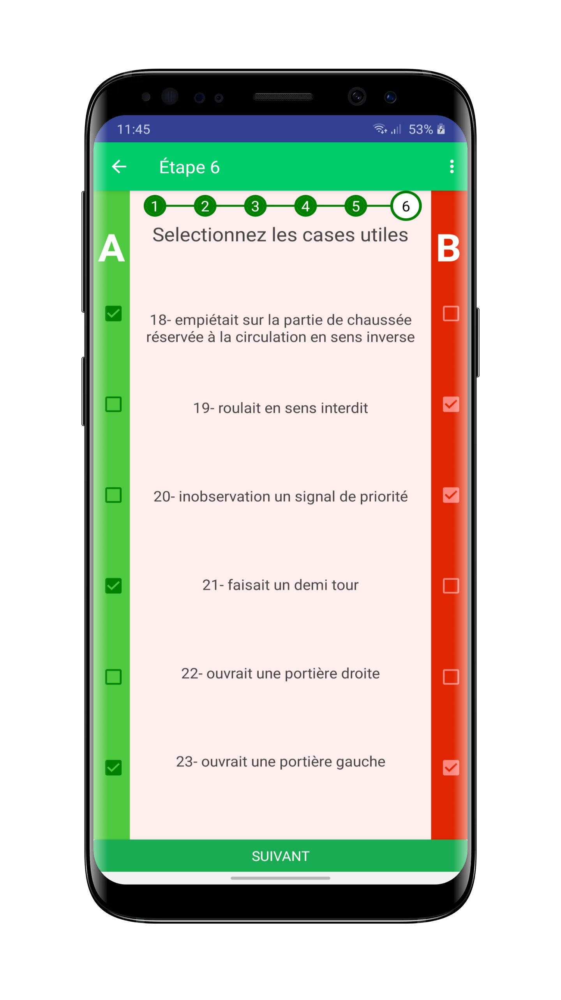 11:45
53%
Étape 6
1 2 3 4 5 6
Selectionnez les cases utiles
A
B
18- empiétait sur la partie de chaussée
réservée à la circulation en sens inverse
19- roulait en sens interdit
20- inobservation un signal de priorité
21- faisait un demi tour
22- ouvrait une portière droite
23- ouvrait une portière gauche
SUIVANT